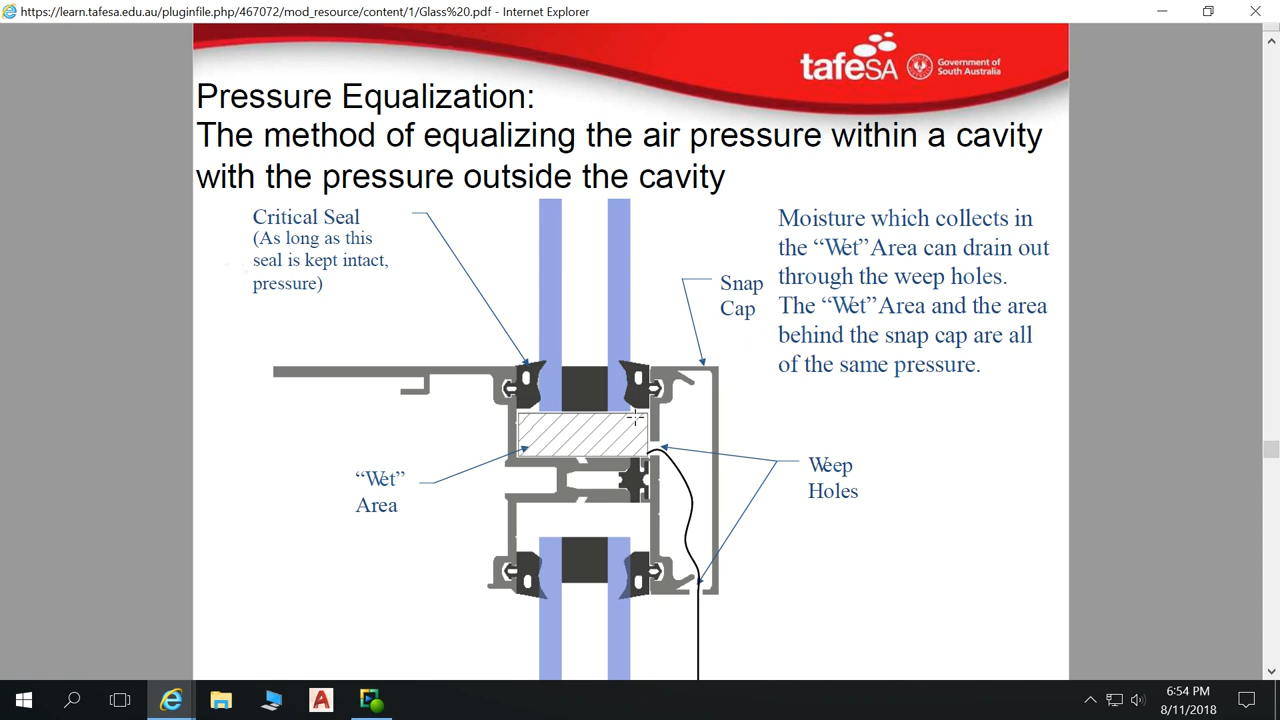 https://learn.tafesa.edu.au/pluginfile.php/467072/mod_resource/content/1/Glass%20.pdf - Internet Explorer
tafeSA
Government of
South Australia
Pressure Equalization:
The method of equalizing the air pressure within a cavity
with the pressure outside the cavity
Critical Seal
(As long as this
seal is kept intact,
pressure)
Snap
Cap
Moisture which collects in
the “Wet”Area can drain out
through the weep holes.
The “Wet”Area and the area
behind the snap cap are all
of the same pressure.
“Wet”
Area
Weep
Holes
6:54 PM
8/11/2018